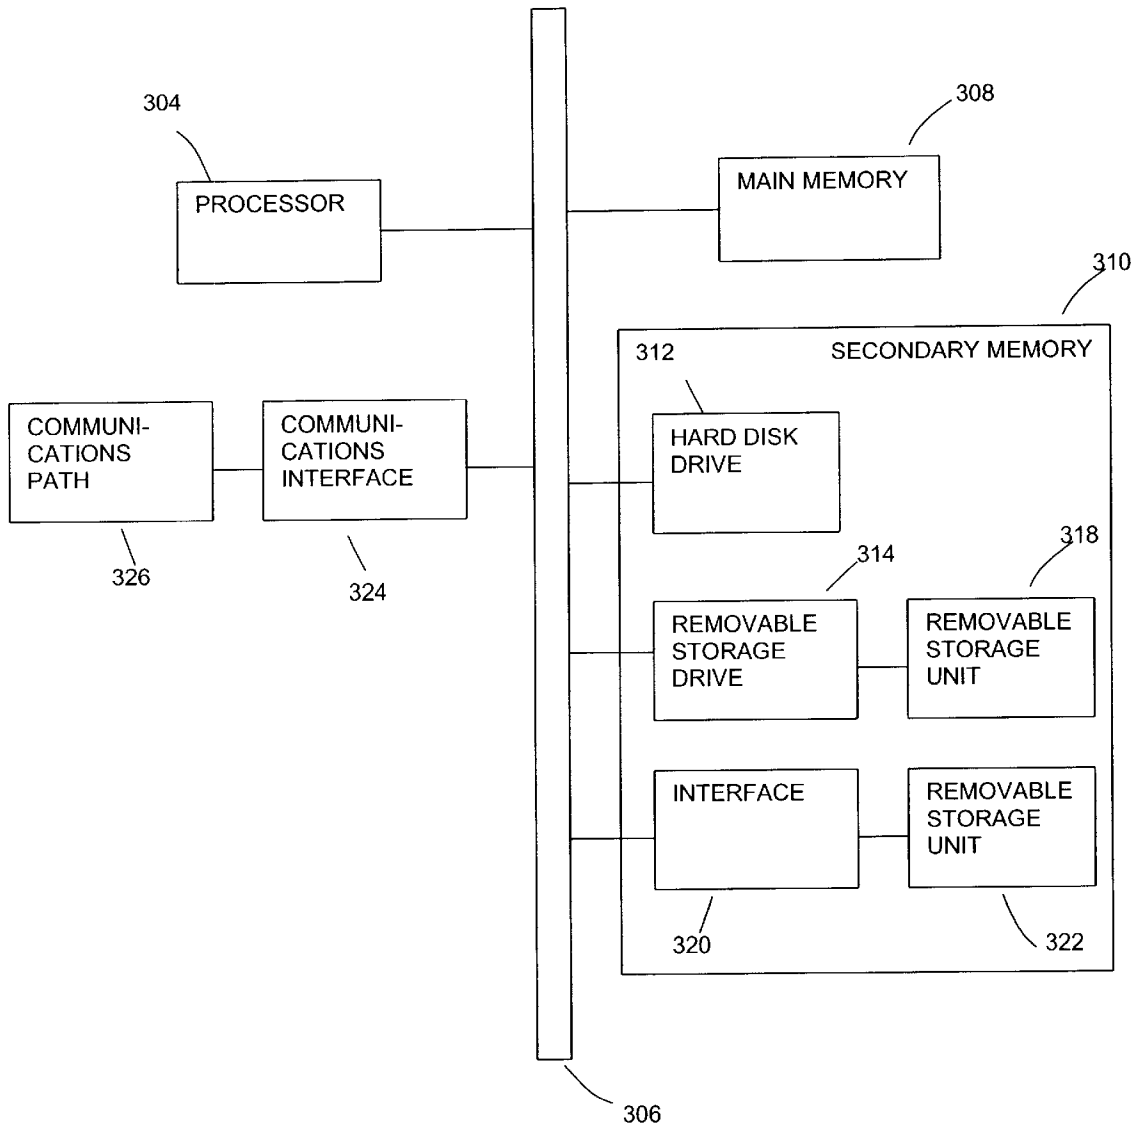 304
PROCESSOR
308
MAIN MEMORY
310
SECONDARY MEMORY
312
HARD DISK
DRIVE
COMMUNI-
CATIONS
PATH
326
COMMUNI-
CATIONS
INTERFACE
324
314
REMOVABLE
STORAGE
DRIVE
318
REMOVABLE
STORAGE
UNIT
INTERFACE
320
REMOVABLE
STORAGE
UNIT
322
306